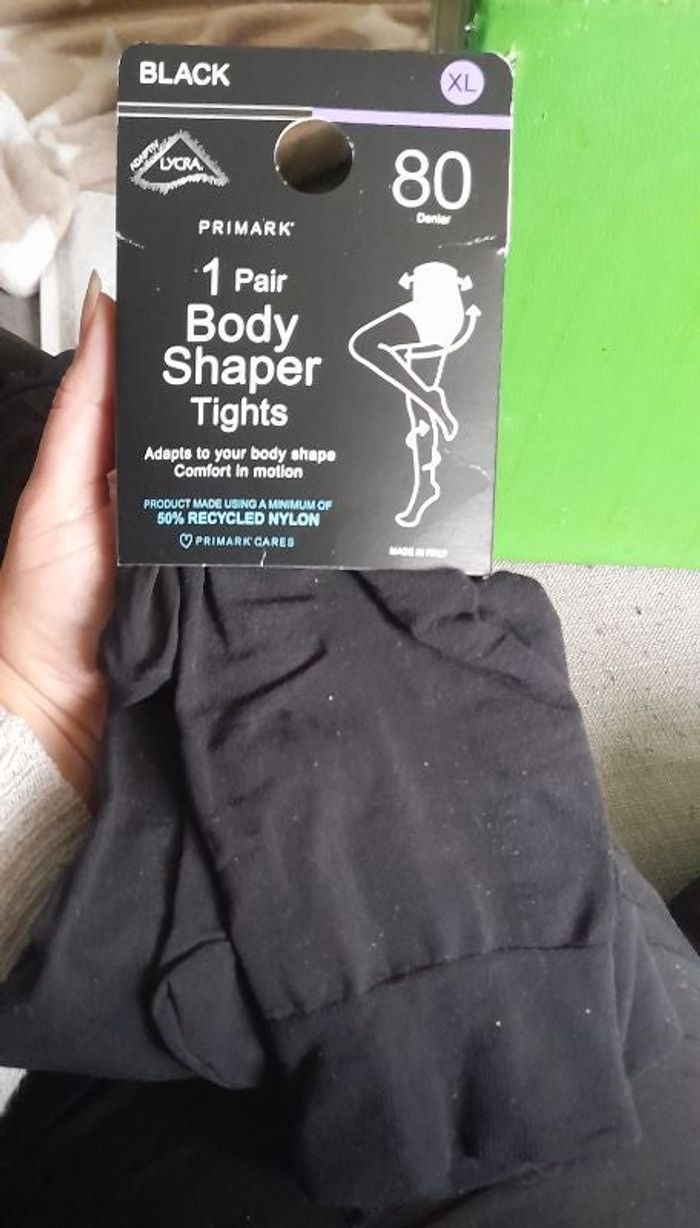 BLACK
XL
ADAPTIV
LYCRA
80
Denier
PRIMARK
1 Pair
Body
Shaper
Tights
Adapts to your body shape
Comfort in motion
PRODUCT MADE USING A MINIMUM OF
50% RECYCLED NYLON
PRIMARK CARES
MADE IN ITALY